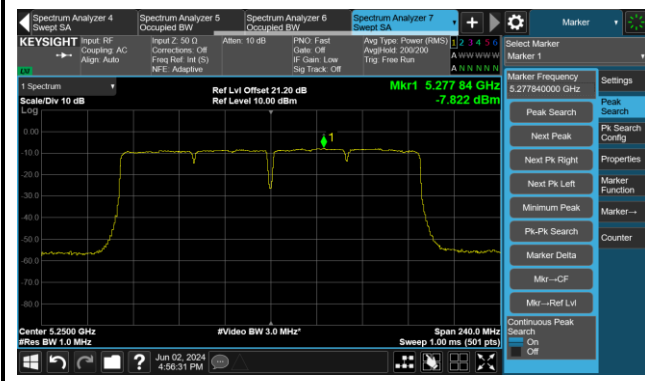 Spectrum Analyzer 4
Swept SA
Spectrum Analyzer 5
Occupied BW
Spectrum Analyzer 6
Occupied BW
Spectrum Analyzer 7
Swept SA
Marker
KEYSIGHT
Input: RF
Coupling: AC
Align: Auto
Input Z: 50 Ω
Corrections: Off
Freq Ref: Int (S)
NFE: Adaptive
Atten: 10 dB
PNO: Fast
Gate: Off
IF Gain: Low
Sig Track: Off
Avg Type: Power (RMS)
Avg|Hold: 200/200
Trig: Free Run
1 2 3 4 5 6
A W W W W W
A N N N N N
Select Marker
Marker 1
1 Spectrum
Scale/Div 10 dB
Log
Ref Lvl Offset 21.20 dB
Ref Level 10.00 dBm
Mkr1 5.277 84 GHz
-7.822 dBm
0.00
-10.0
-20.0
-30.0
-40.0
-50.0
-60.0
-70.0
-80.0
1
Center 5.2500 GHz
#Res BW 1.0 MHz
#Video BW 3.0 MHz*
Span 240.0 MHz
Sweep 1.00 ms (501 pts)
Marker Frequency
5.277840000 GHz
Peak Search
Next Peak
Next Pk Right
Next Pk Left
Minimum Peak
Pk-Pk Search
Marker Delta
Mkr→CF
Mkr→Ref Lvl
Continuous Peak
Search
On
Off
Settings
Peak
Search
Pk Search
Config
Properties
Marker
Function
Marker→
Counter
Jun 02, 2024
4:56:31 PM